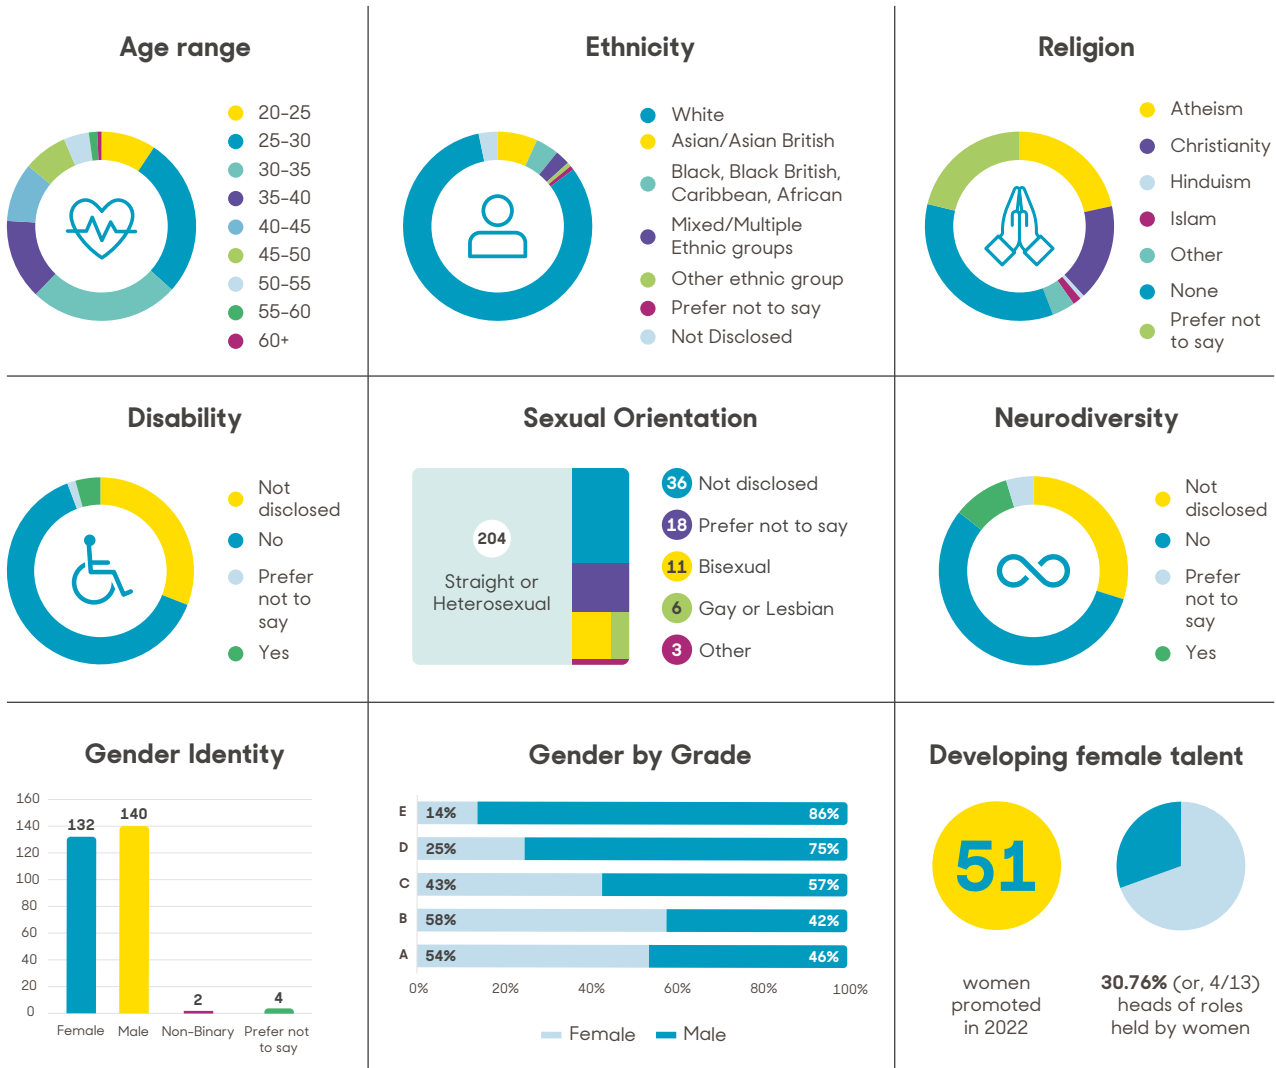 Age range
20-25
25-30
30-35
35-40
40-45
45-50
50-55
55-60
60+
Ethnicity
White
Asian/Asian British
Black, Black British,
Caribbean, African
Mixed/Multiple
Ethnic groups
Other ethnic group
Prefer not to say
Not Disclosed
Religion
Atheism
Christianity
Hinduism
Islam
Other
None
Prefer not
to say
Disability
Not
disclosed
No
Prefer
not to
say
Yes
Sexual Orientation
204
Straight or
Heterosexual
36 Not disclosed
18 Prefer not to say
11 Bisexual
6 Gay or Lesbian
3 Other
Neurodiversity
Not
disclosed
No
Prefer
not to
say
Yes
Gender Identity
160
140
120
100
80
60
40
20
0
132
140
2
4
Female
Male
Non-Binary
Prefer not
to say
Gender by Grade
E 14% 86%
D 25% 75%
C 43% 57%
B 58% 42%
A 54% 46%
0% 20% 40% 60% 80% 100%
Female Male
Developing female talent
51
women
promoted
in 2022
30.76% (or, 4/13)
heads of roles
held by women